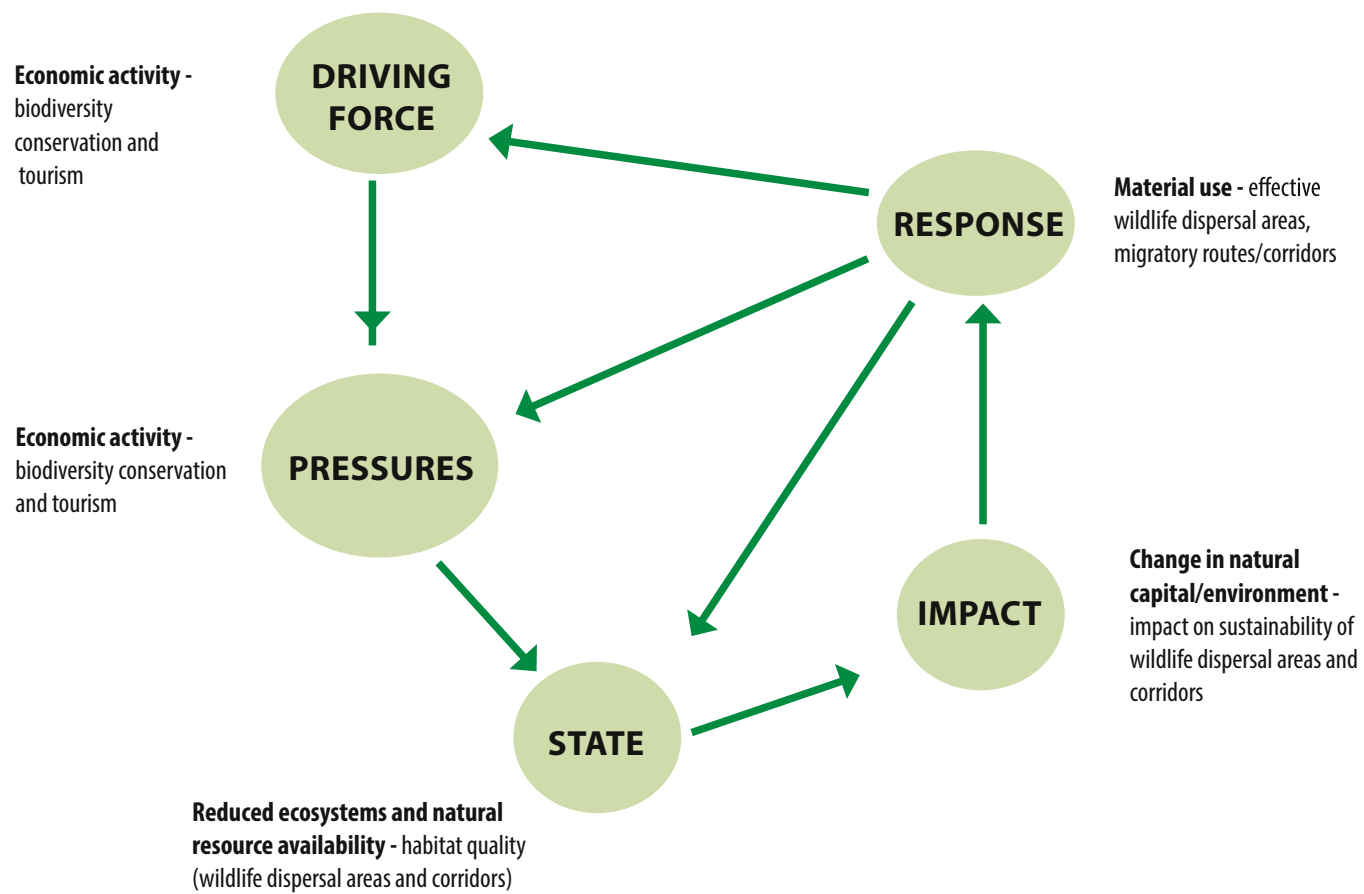 Economic activity -
biodiversity
conservation and
tourism
DRIVING
FORCE
RESPONSE
Material use - effective
wildlife dispersal areas,
migratory routes/corridors
Economic activity -
biodiversity conservation
and tourism
PRESSURES
IMPACT
Change in natural
capital/environment -
impact on sustainability of
wildlife dispersal areas and
corridors
STATE
Reduced ecosystems and natural
resource availability - habitat quality
(wildlife dispersal areas and corridors)